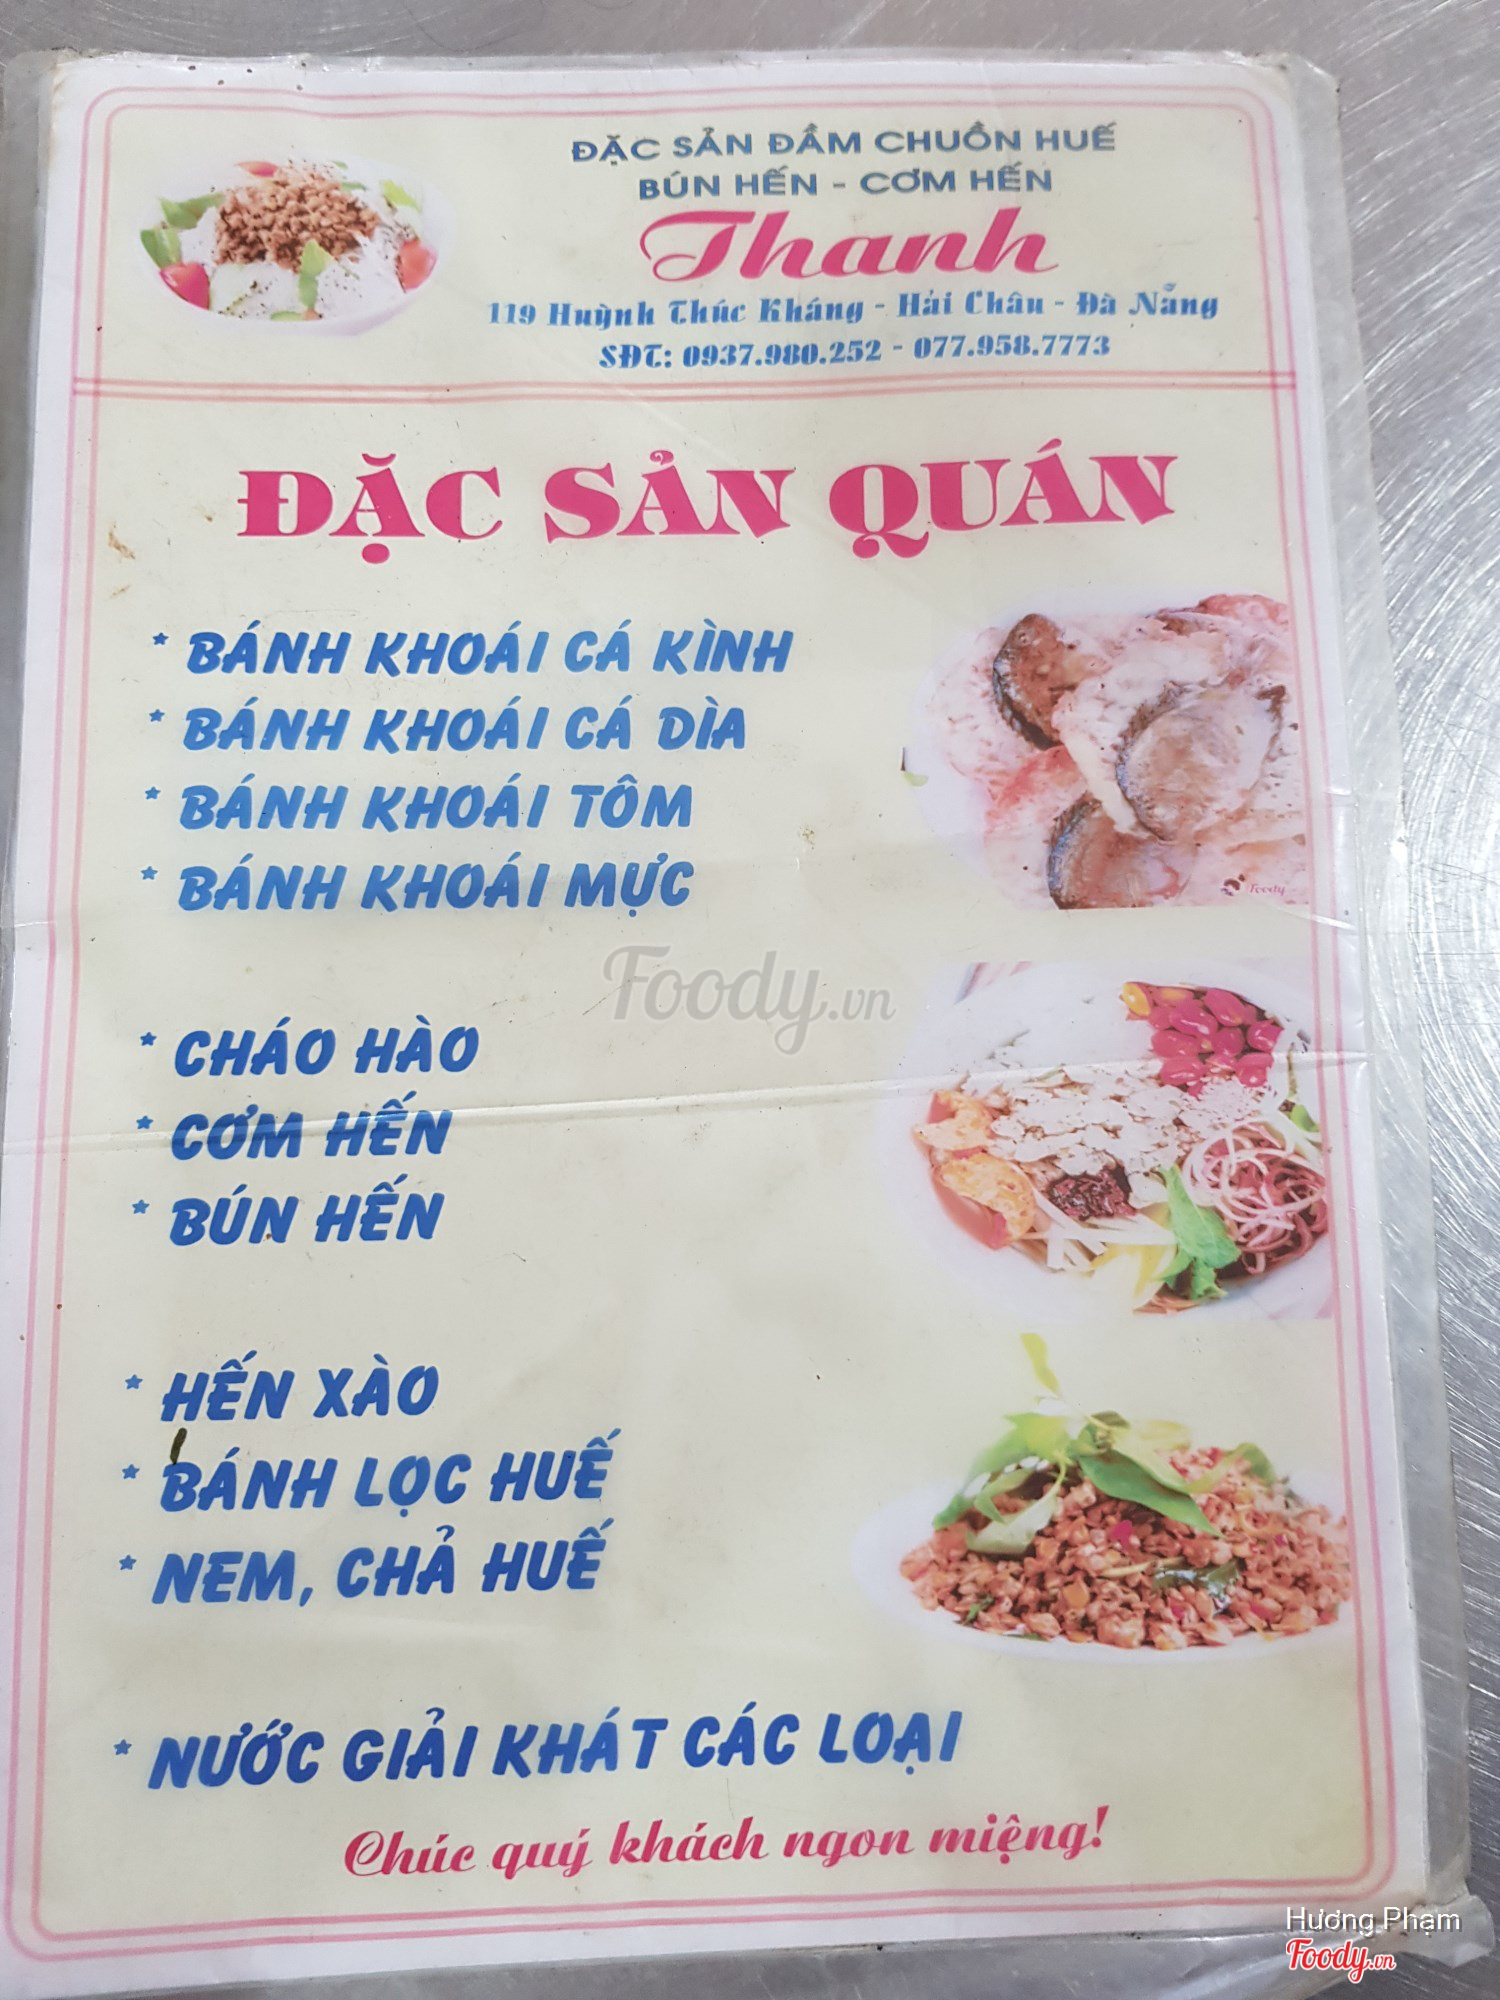 ĐẶC SẢN ĐẦM CHUỒN HUẾ
BÚN HẾN - CƠM HẾN
Thanh
119 Huỳnh Thúc Kháng - Hải Châu - Đà Nẵng
SĐT: 0937.980.252 - 077.958.7773
ĐẶC SẢN QUÁN
* BÁNH KHOÁI CÁ KÌNH
* BÁNH KHOÁI CÁ DÌA
* BÁNH KHOÁI TÔM
* BÁNH KHOÁI MỰC
Foody
Foody.vn
* CHÁO HÀO
* CƠM HẾN
* BÚN HẾN
* HẾN XÀO
* BÁNH LỌC HUẾ
* NEM, CHẢ HUẾ
* NƯỚC GIẢI KHÁT CÁC LOẠI
Chúc quý khách ngon miệng!
Hương Phạm
Foody.vn